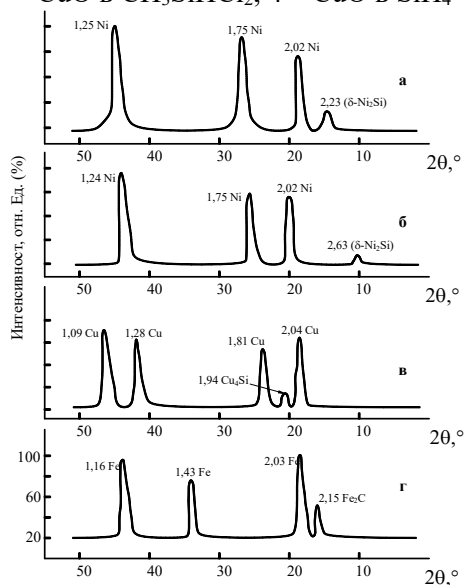 CuO в CH₃SiHCl₂; 4 – CuO в SiH₄
1,25 Ni
1,75 Ni
2,02 Ni
2,23 (δ-Ni₂Si)
а
50 40 30 20 10 2θ,°
1,24 Ni
1,75 Ni
2,02 Ni
2,63 (δ-Ni₂Si)
б
50 40 30 20 10 2θ,°
1,09 Cu
1,28 Cu
1,81 Cu
1,94 Cu₄Si
2,04 Cu
в
50 40 30 20 10 2θ,°
100
60
20
1,16 Fe
1,43 Fe
2,03 Fe
2,15 Fe₂C
г
50 40 30 20 10
2θ,°
Интенсивност, отн. Ед. (%)